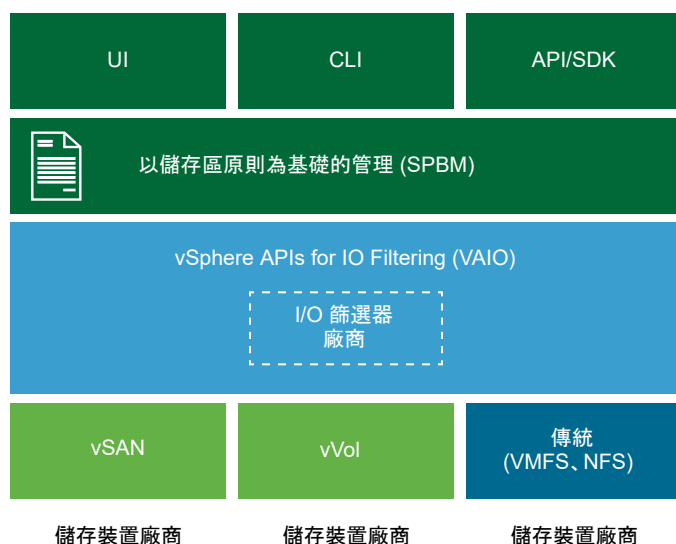 UI
CLI
API/SDK
以儲存區原則為基礎的管理 (SPBM)
vSphere APIs for IO Filtering (VAIO)
I/O 篩選器
廠商
vSAN
vVol
傳統
(VMFS、NFS)
儲存裝置廠商
儲存裝置廠商
儲存裝置廠商